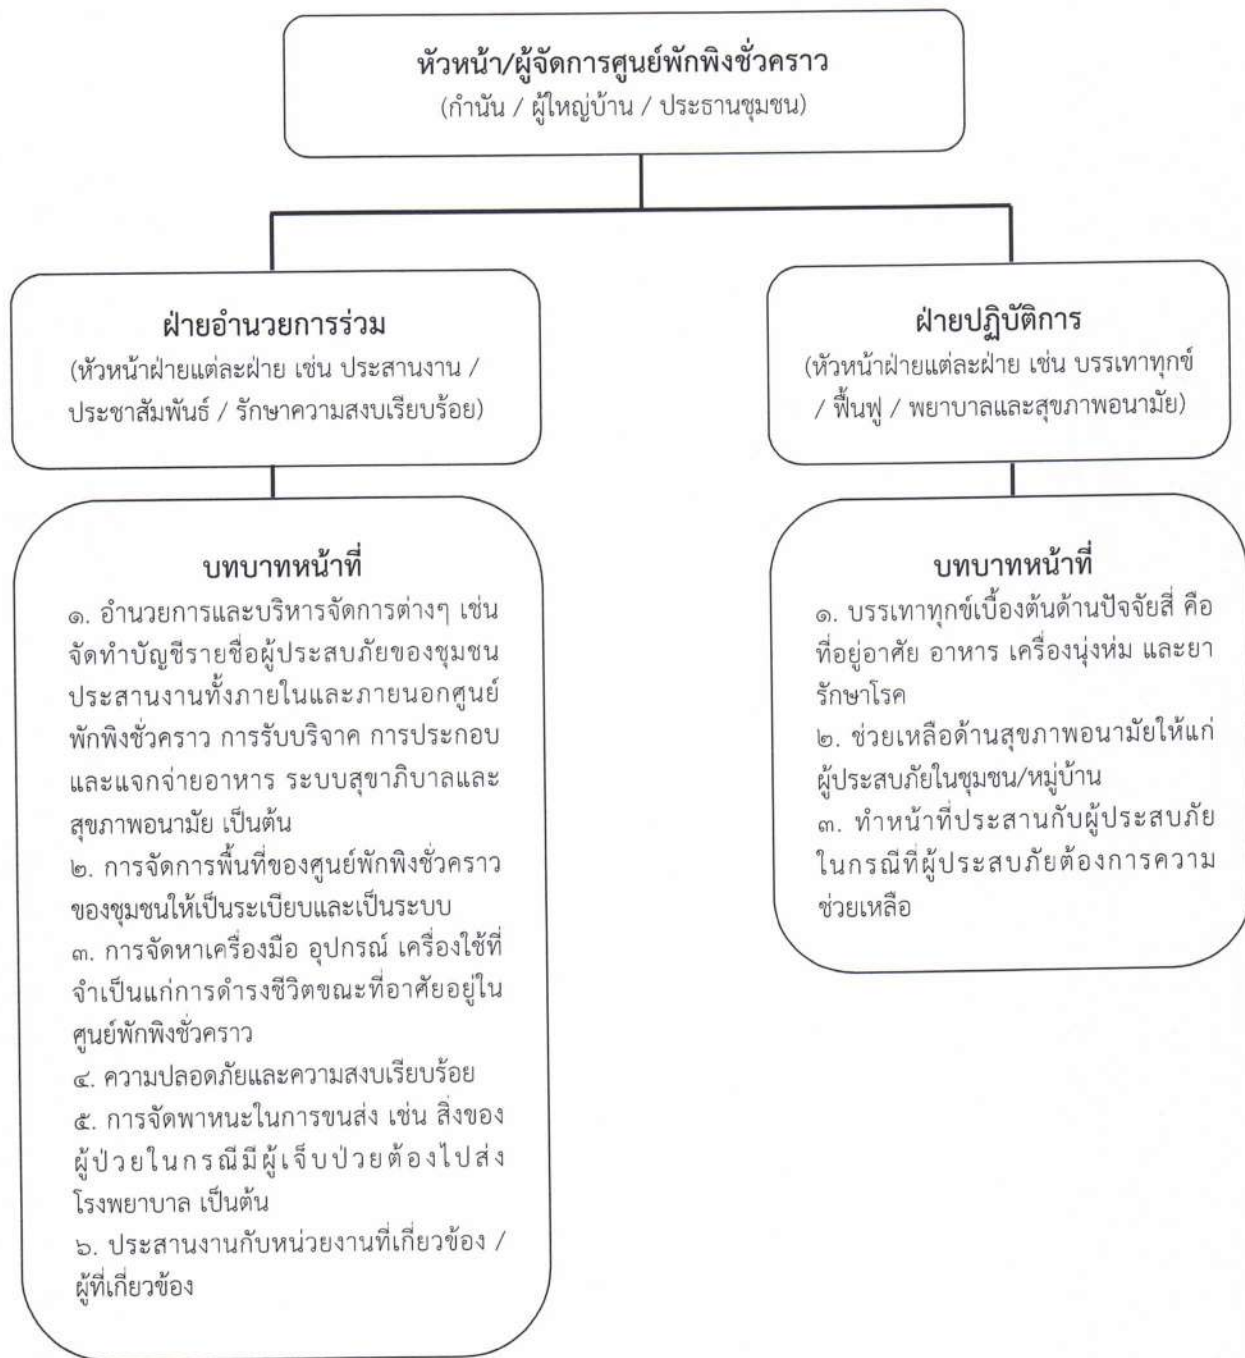 หัวหน้า/ผู้จัดการศูนย์พักพิงชั่วคราว
(กำนัน / ผู้ใหญ่บ้าน / ประธานชุมชน)
ฝ่ายอำนวยการร่วม
(หัวหน้าฝ่ายแต่ละฝ่าย เช่น ประสานงาน /
ประชาสัมพันธ์ / รักษาความสงบเรียบร้อย)
ฝ่ายปฏิบัติการ
(หัวหน้าฝ่ายแต่ละฝ่าย เช่น บรรเทาทุกข์
/ ฟื้นฟู / พยาบาลและสุขภาพอนามัย)
บทบาทหน้าที่
๑. อำนวยการและบริหารจัดการต่างๆ เช่น
จัดทำบัญชีรายชื่อผู้ประสบภัยของชุมชน
ประสานงานทั้งภายในและภายนอกศูนย์
พักพิงชั่วคราว การรับบริจาค การประกอบ
และแจกจ่ายอาหาร ระบบสุขาภิบาลและ
สุขภาพอนามัย เป็นต้น
๒. การจัดการพื้นที่ของศูนย์พักพิงชั่วคราว
ของชุมชนให้เป็นระเบียบและเป็นระบบ
๓. การจัดหาเครื่องมือ อุปกรณ์ เครื่องใช้ที่
จำเป็นแก่การดำรงชีวิตขณะที่อาศัยอยู่ใน
ศูนย์พักพิงชั่วคราว
๔. ความปลอดภัยและความสงบเรียบร้อย
๕. การจัดพาหนะในการขนส่ง เช่น สิ่งของ
ผู้ป่วยในกรณีมีผู้เจ็บป่วยต้องไปส่ง
โรงพยาบาล เป็นต้น
๖. ประสานงานกับหน่วยงานที่เกี่ยวข้อง /
ผู้ที่เกี่ยวข้อง
บทบาทหน้าที่
๑. บรรเทาทุกข์เบื้องต้นด้านปัจจัยสี่ คือ
ที่อยู่อาศัย อาหาร เครื่องนุ่งห่ม และยา
รักษาโรค
๒. ช่วยเหลือด้านสุขภาพอนามัยให้แก่
ผู้ประสบภัยในชุมชน/หมู่บ้าน
๓. ทำหน้าที่ประสานกับผู้ประสบภัย
ในกรณีที่ผู้ประสบภัยต้องการความ
ช่วยเหลือ